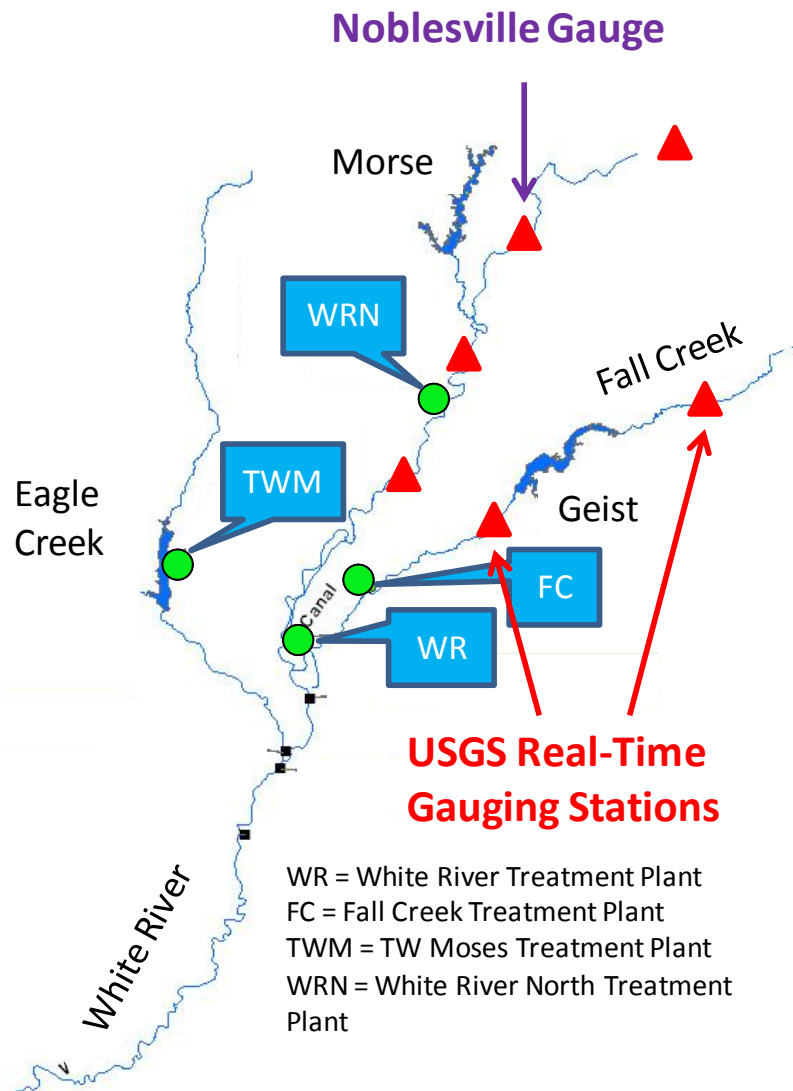 Noblesville Gauge
Morse
WRN
Fall Creek
TWM
Eagle
Creek
Geist
Canal
FC
WR
USGS Real-Time
Gauging Stations
White River
WR = White River Treatment Plant
FC = Fall Creek Treatment Plant
TWM = TW Moses Treatment Plant
WRN = White River North Treatment
Plant